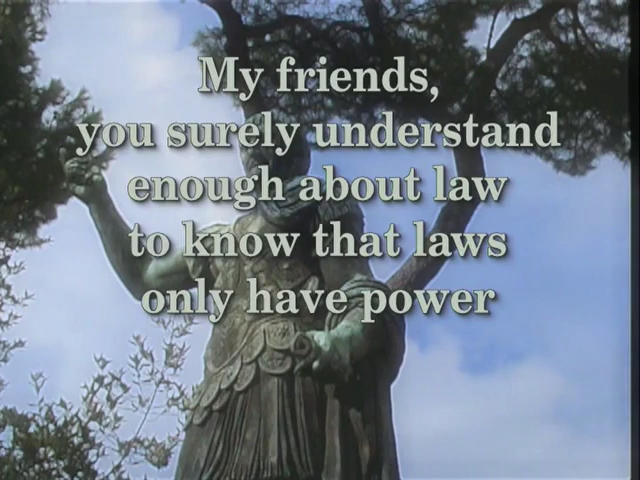 My friends,
you surely understand
enough about law
to know that laws
only have power